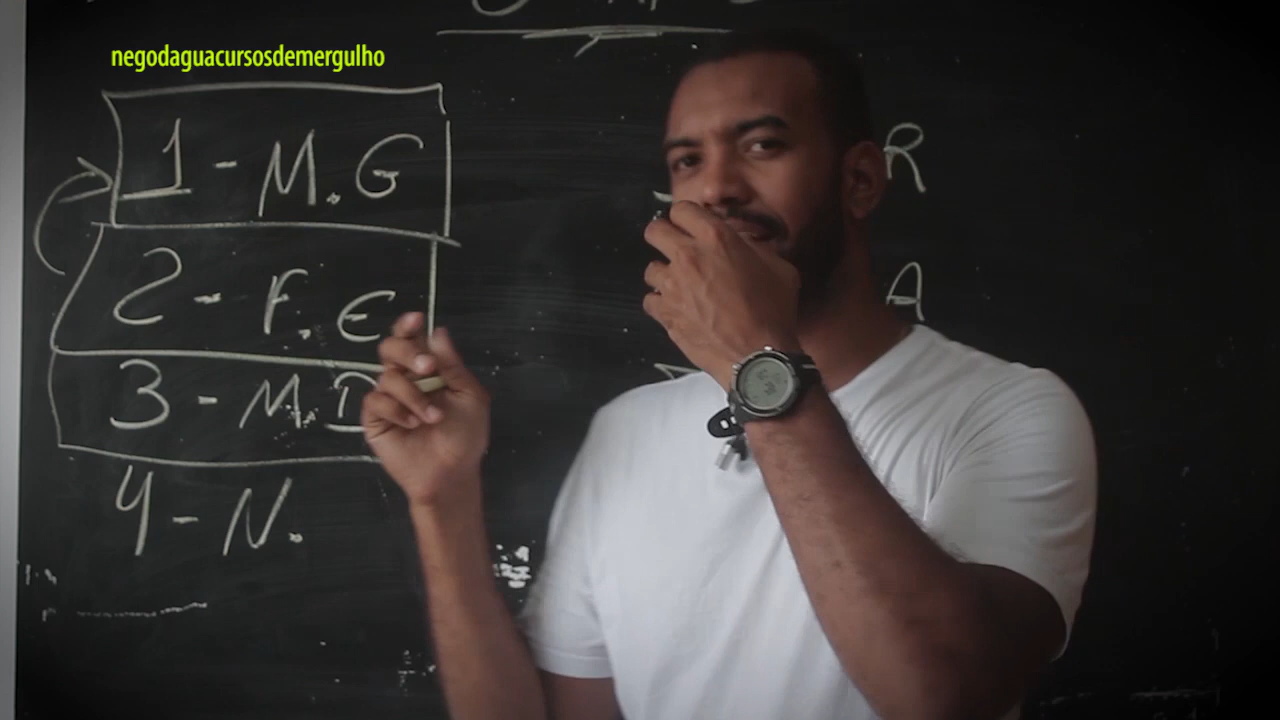 negodaguacursosdemergulho
1 - M.G
R
2 - F.E
A
3 - M.D
4 - N.